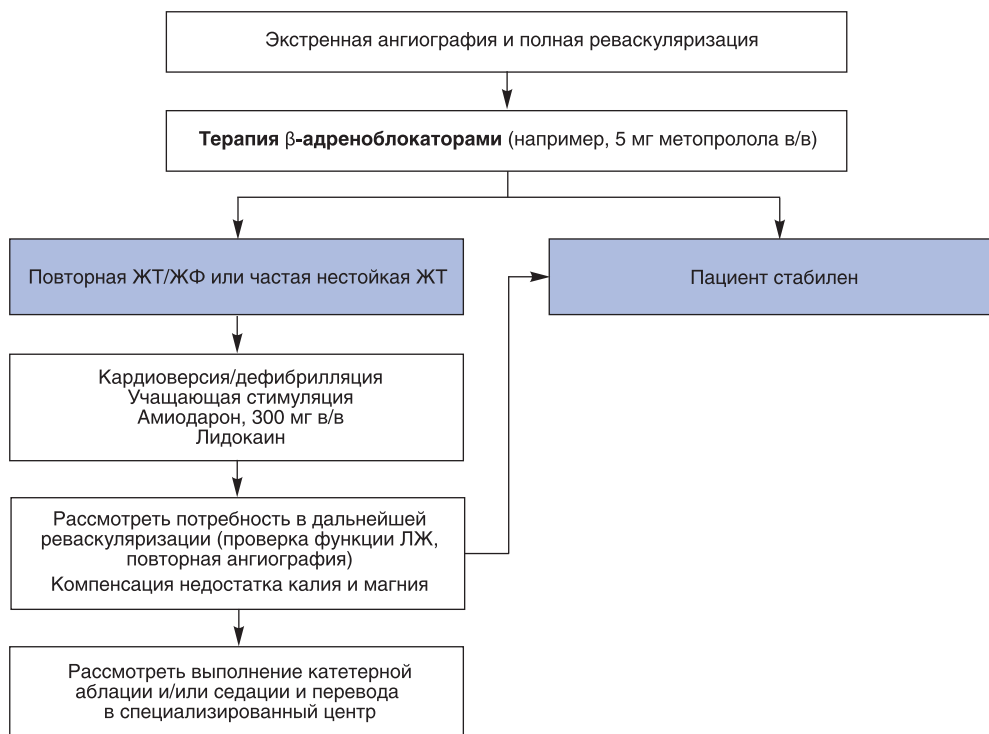 Экстренная ангиография и полная реваскуляризация
Терапия β-адреноблокаторами (например, 5 мг метопролола в/в)
Повторная ЖТ/ЖФ или частая нестойкая ЖТ
Пациент стабилен
Кардиоверсия/дефибрилляция
Учащающая стимуляция
Амиодарон, 300 мг в/в
Лидокаин
Рассмотреть потребность в дальнейшей
реваскуляризации (проверка функции ЛЖ,
повторная ангиография)
Компенсация недостатка калия и магния
Рассмотреть выполнение катетерной
аблации и/или седации и перевода
в специализированный центр